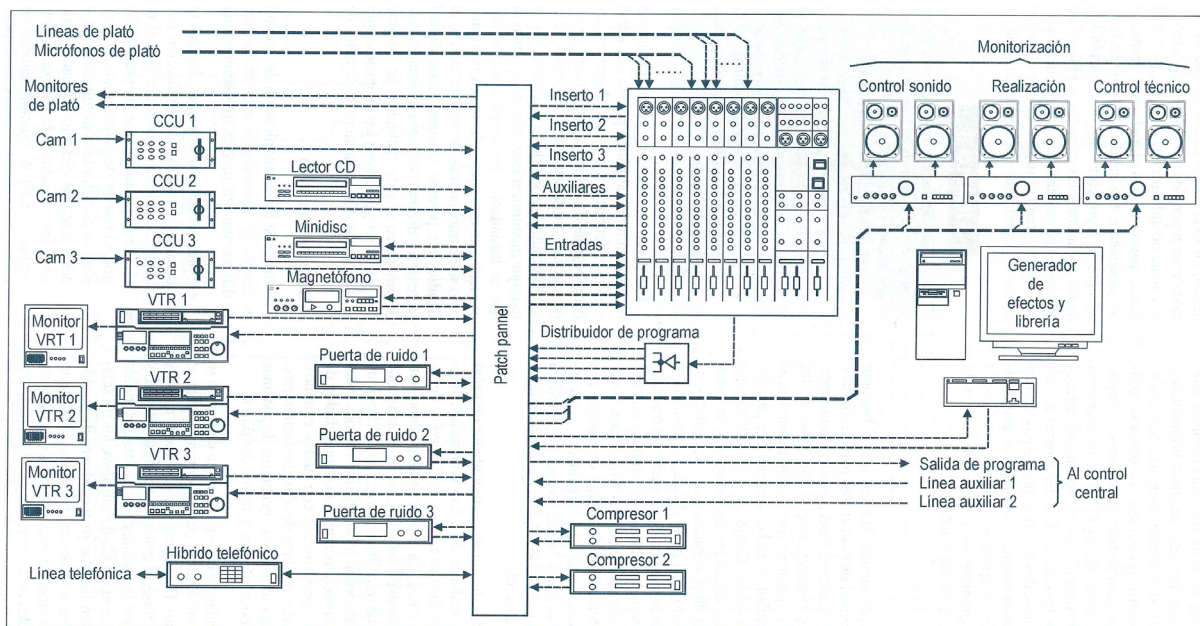 Líneas de plató
Micrófonos de plató
Monitorización
Monitores
de plató
Control sonido
Realización
Control técnico
Inserto 1
Inserto 2
Inserto 3
Auxiliares
Entradas
CCU 1
Cam 1
CCU 2
Cam 2
CCU 3
Cam 3
Lector CD
Minidisc
Magnetófono
VTR 1
Monitor
VRT 1
VTR 2
Monitor
VTR 2
VTR 3
Monitor
VTR 3
Puerta de ruido 1
Puerta de ruido 2
Puerta de ruido 3
Patch pannel
Distribuidor de programa
Generador
de
efectos y
librería
Salida de programa
Línea auxiliar 1
Línea auxiliar 2
Al control
central
Compresor 1
Compresor 2
Híbrido telefónico
Línea telefónica